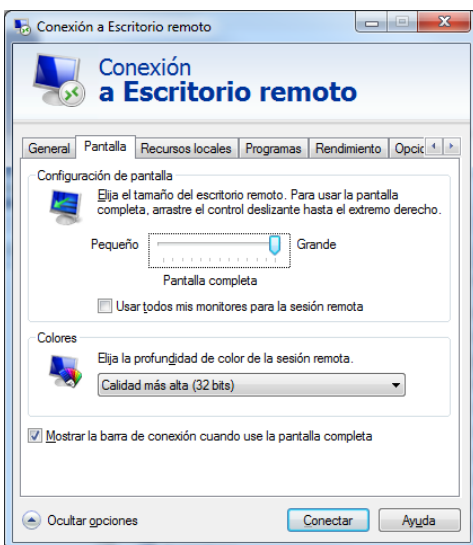 Conexión a Escritorio remoto
Conexión
a Escritorio remoto
General Pantalla Recursos locales Programas Rendimiento Opcic
Configuración de pantalla
Elija el tamaño del escritorio remoto. Para usar la pantalla
completa, arrastre el control deslizante hasta el extremo derecho.
Pequeño Grande
Pantalla completa
Usar todos mis monitores para la sesión remota
Colores
Elija la profundidad de color de la sesión remota.
Calidad más alta (32 bits)
Mostrar la barra de conexión cuando use la pantalla completa
Ocultar opciones Conectar Ayuda